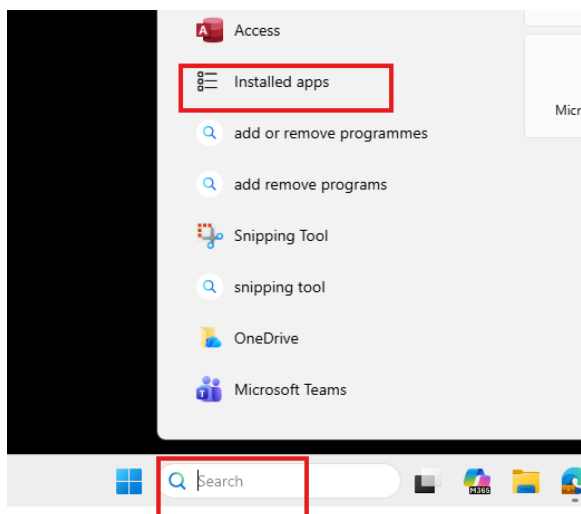 Access
Installed apps
Micr
add or remove programmes
add remove programs
Snipping Tool
snipping tool
OneDrive
Microsoft Teams
Search
M365